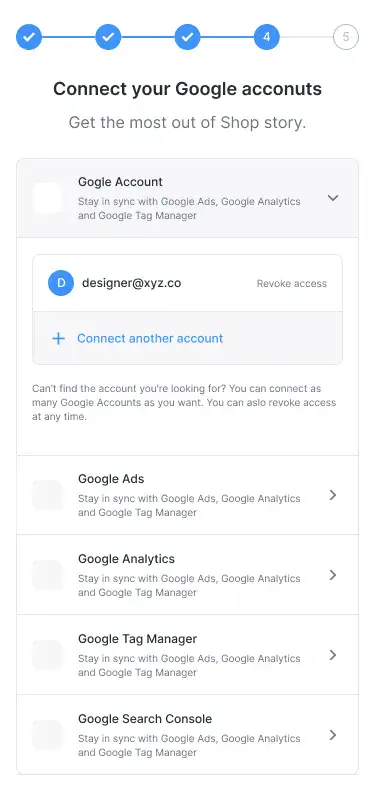 4
5
Connect your Google acconuts
Get the most out of Shop story.
Gogle Account
Stay in sync with Google Ads, Google Analytics
and Google Tag Manager
D
designer@xyz.co
Revoke access
+ Connect another account
Can't find the account you're looking for? You can connect as
many Google Accounts as you want. You can aslo revoke access
at any time.
Google Ads
Stay in sync with Google Ads, Google Analytics
and Google Tag Manager
Google Analytics
Stay in sync with Google Ads, Google Analytics
and Google Tag Manager
Google Tag Manager
Stay in sync with Google Ads, Google Analytics
and Google Tag Manager
Google Search Console
Stay in sync with Google Ads, Google Analytics
and Google Tag Manager